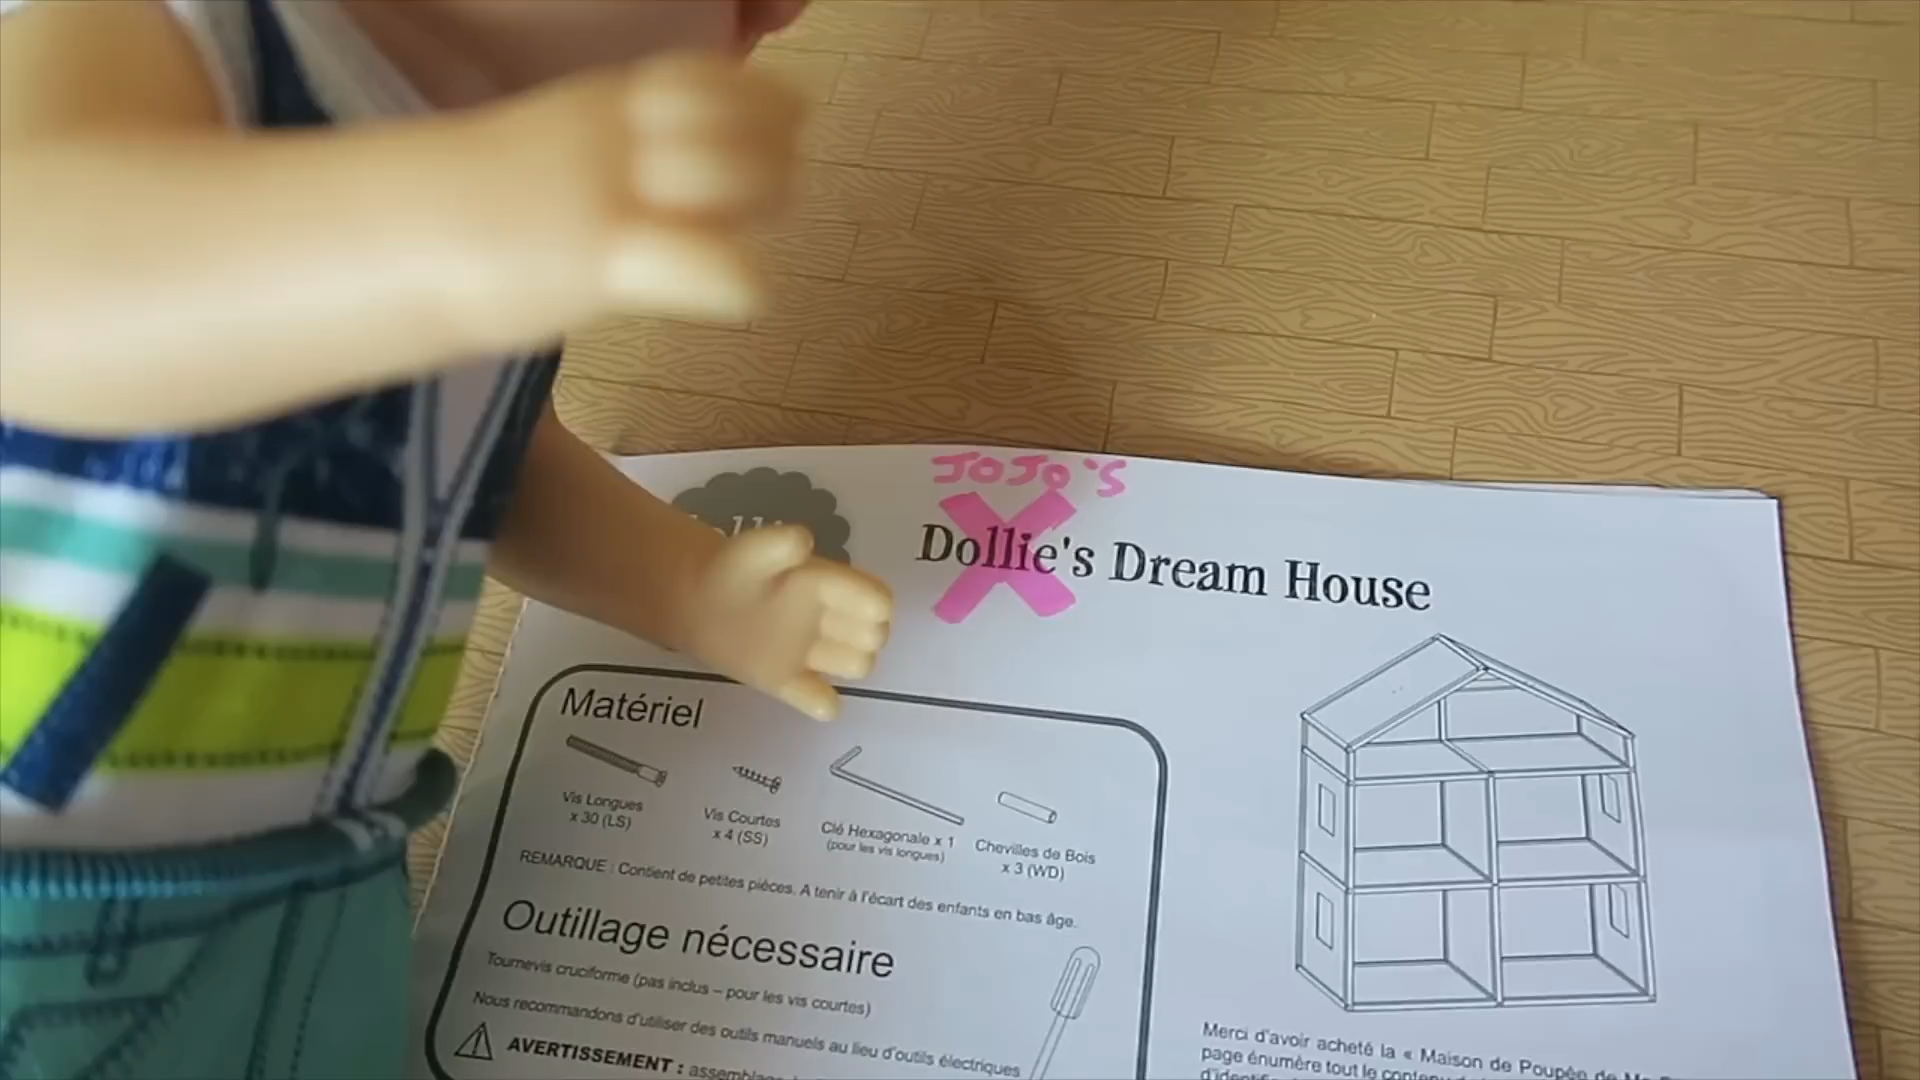 JOJO'S
Dollie's Dream House
Matériel
Vis Longues
x 30 (LS)
Vis Courtes
x 4 (SS)
Clé Hexagonale x 1
(pour les vis longues)
Chevilles de Bois
x 3 (WD)
REMARQUE : Contient de petites pièces. A tenir à l'écart des enfants en bas âge.
Outillage nécessaire
Tournevis cruciforme (pas inclus – pour les vis courtes)
Nous recommandons d'utiliser des outils manuels au lieu d'outils électriques
AVERTISSEMENT :
Merci d'avoir acheté la « Maison de Poupée de
page énumère tout le